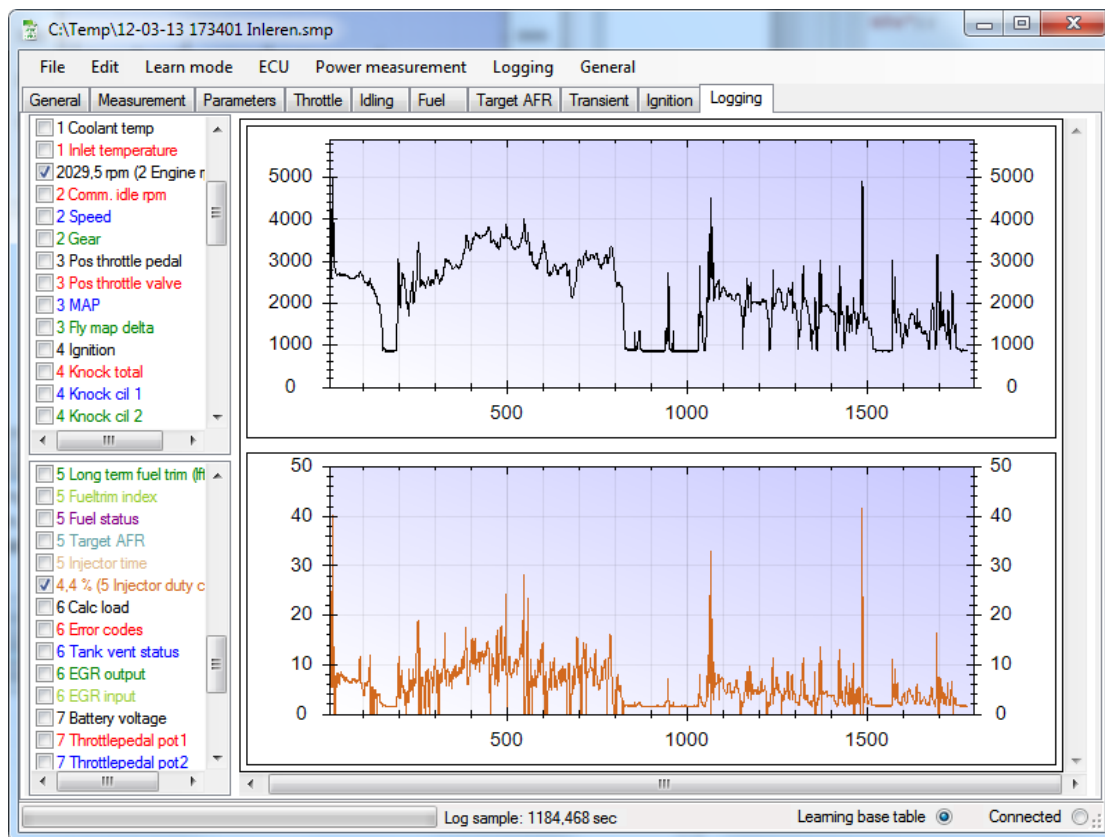 C:\Temp\12-03-13 173401 Inleren.smp
File Edit Learn mode ECU Power measurement Logging General
General Measurement Parameters Throttle Idling Fuel Target AFR Transient Ignition Logging
1 Coolant temp
1 Inlet temperature
2029,5 rpm (2 Engine r
2 Comm. idle rpm
2 Speed
2 Gear
3 Pos throttle pedal
3 Pos throttle valve
3 MAP
3 Fly map delta
4 Ignition
4 Knock total
4 Knock cil 1
4 Knock cil 2
5000 5000
4000 4000
3000 3000
2000 2000
1000 1000
0 0
500 1000 1500
5 Long term fuel trim (lft
5 Fueltrim index
5 Fuel status
5 Target AFR
5 Injector time
4,4 % (5 Injector duty c
6 Calc load
6 Error codes
6 Tank vent status
6 EGR output
6 EGR input
7 Battery voltage
7 Throttlepedal pot1
7 Throttlepedal pot2
50 50
40 40
30 30
20 20
10 10
0 0
500 1000 1500
Log sample: 1184,468 sec Learning base table Connected